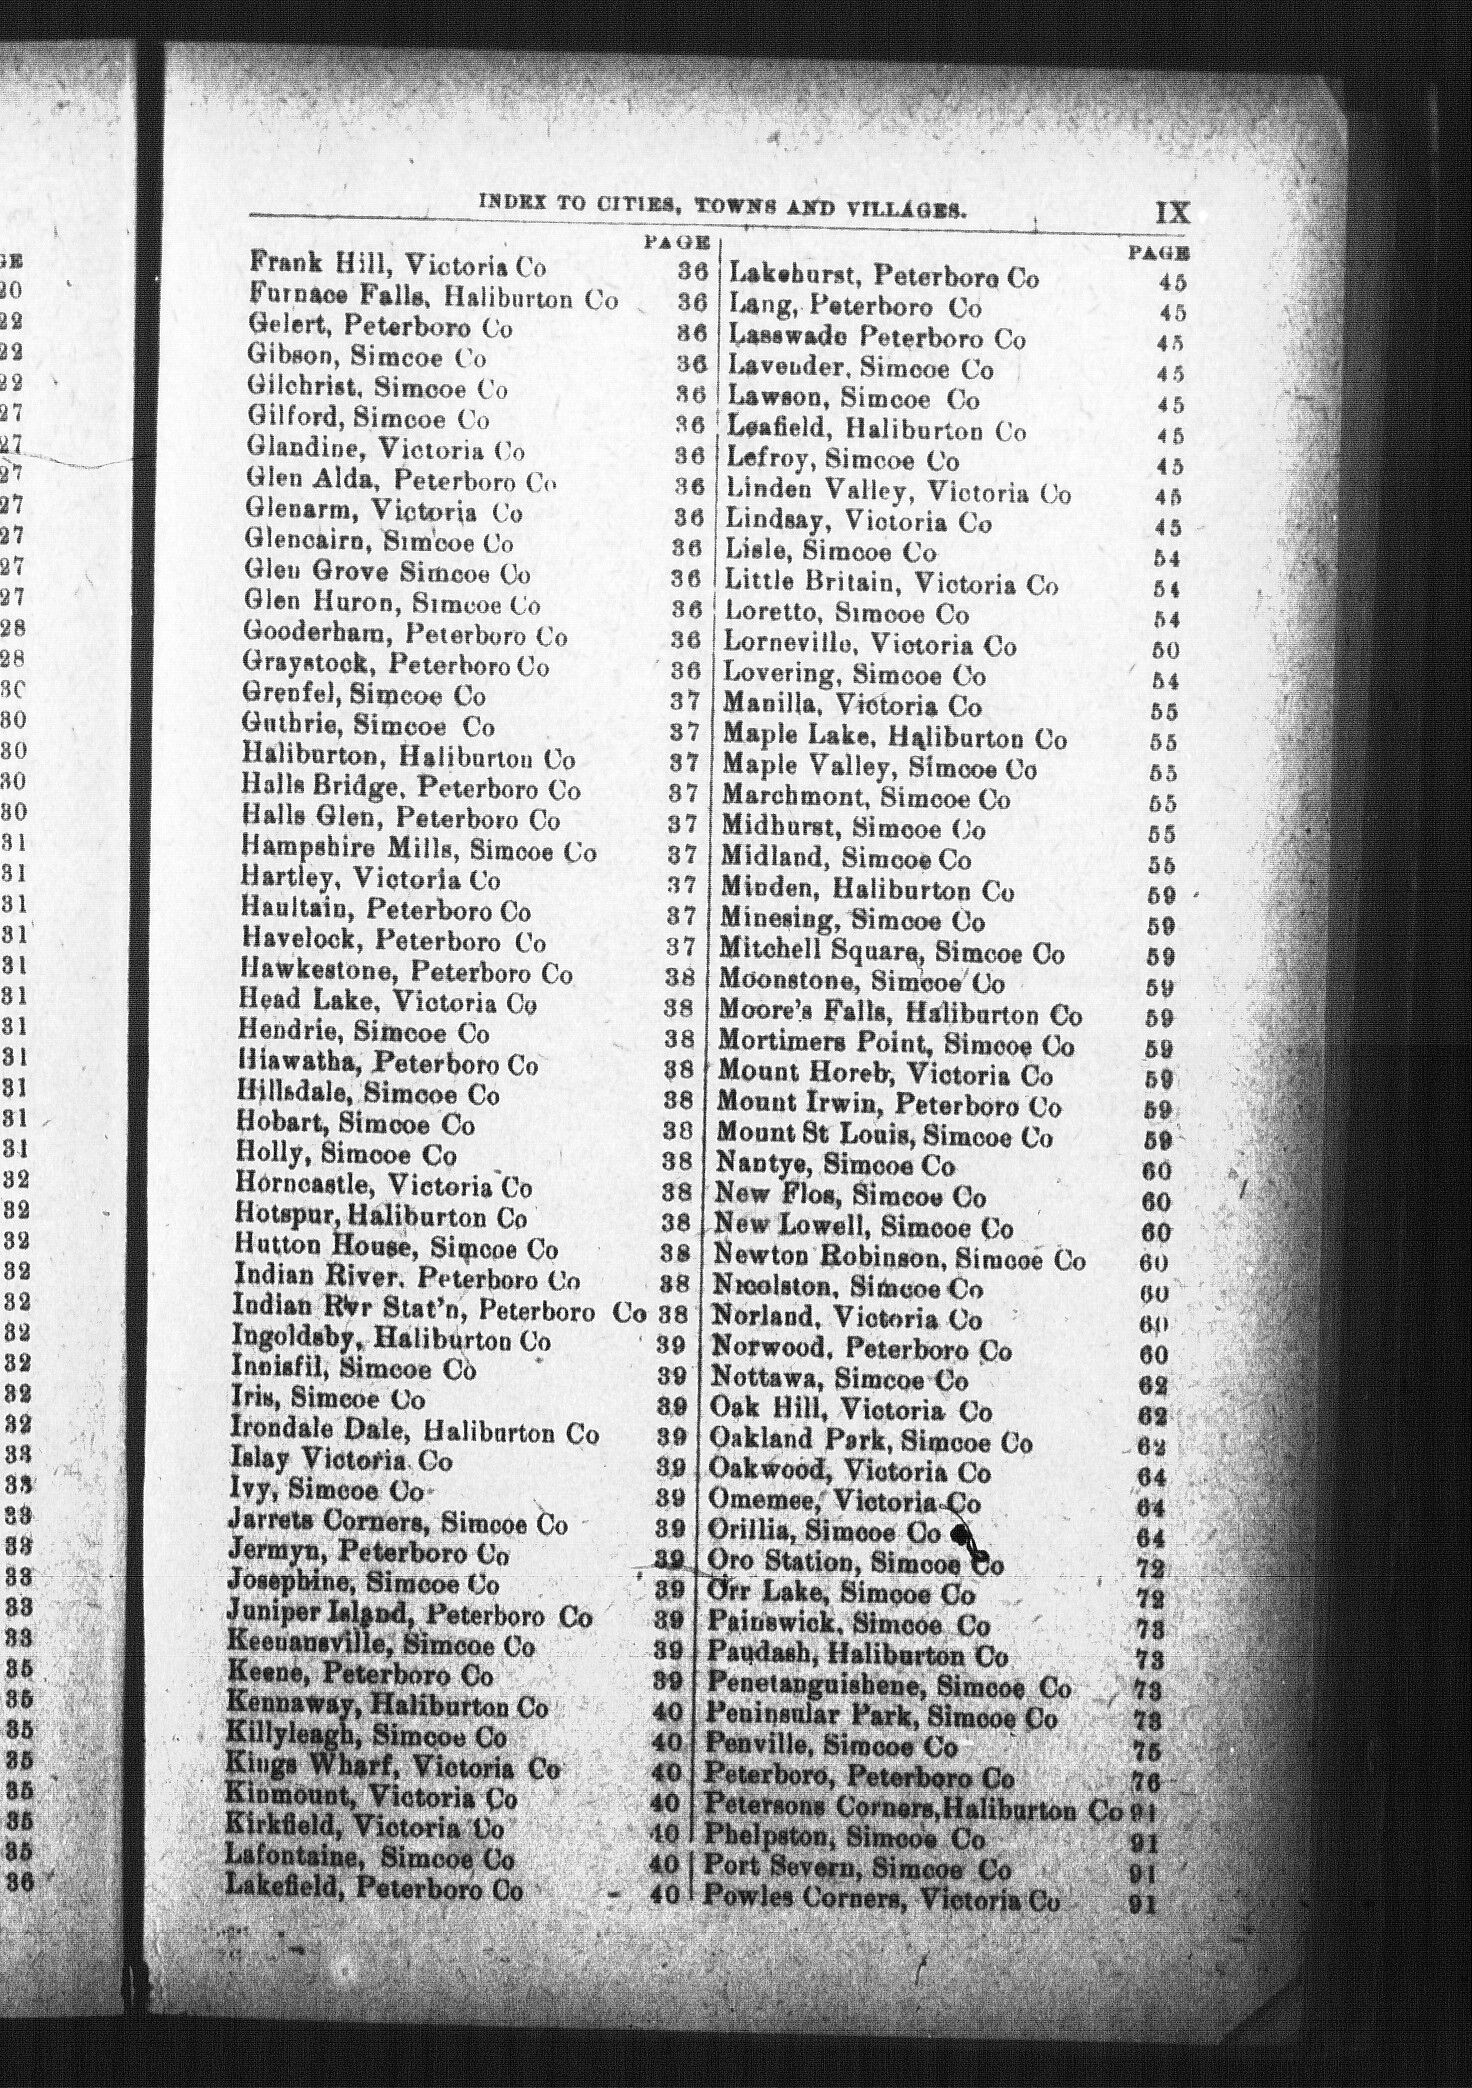 INDEX TO CITIES, TOWNS AND VILLAGES. IX
PAGE
Frank Hill, Victoria Co 36
Furnace Falls, Haliburton Co 36
Gelert, Peterboro Co 36
Gibson, Simcoe Co 36
Gilchrist, Simcoe Co 36
Gilford, Simcoe Co 36
Glandine, Victoria Co 36
Glen Alda, Peterboro Co 36
Glenarm, Victoria Co 36
Glencairn, Simcoe Co 36
Glen Grove Simcoe Co 36
Glen Huron, Simcoe Co 36
Gooderham, Peterboro Co 36
Graystock, Peterboro Co 36
Grenfel, Simcoe Co 37
Guthrie, Simcoe Co 37
Haliburton, Haliburton Co 37
Halls Bridge, Peterboro Co 37
Halls Glen, Peterboro Co 37
Hampshire Mills, Simcoe Co 37
Hartley, Victoria Co 37
Haultain, Peterboro Co 37
Havelock, Peterboro Co 37
Hawkestone, Peterboro Co 38
Head Lake, Victoria Co 38
Hendrie, Simcoe Co 38
Hiawatha, Peterboro Co 38
Hillsdale, Simcoe Co 38
Hobart, Simcoe Co 38
Holly, Simcoe Co 38
Horncastle, Victoria Co 38
Hotspur, Haliburton Co 38
Hutton House, Simcoe Co 38
Indian River. Peterboro Co 38
Indian Rvr Stat'n, Peterboro Co 38
Ingoldsby, Haliburton Co 39
Innisfil, Simcoe Co 39
Iris, Simcoe Co 39
Irondale Dale, Haliburton Co 39
Islay Victoria Co 39
Ivy, Simcoe Co 39
Jarrets Corners, Simcoe Co 39
Jermyn, Peterboro Co 39
Josephine, Simcoe Co 39
Juniper Island, Peterboro Co 39
Keenansville, Simcoe Co 39
Keene, Peterboro Co 39
Kennaway, Haliburton Co 40
Killyleagh, Simcoe Co 40
Kings Wharf, Victoria Co 40
Kinmount, Victoria Co 40
Kirkfield, Victoria Co 40
Lafontaine, Simcoe Co 40
Lakefield, Peterboro Co 40
PAGE
Lakehurst, Peterboro Co 45
Lang, Peterboro Co 45
Lasswade Peterboro Co 45
Lavender, Simcoe Co 45
Lawson, Simcoe Co 45
Leafield, Haliburton Co 45
Lefroy, Simcoe Co 45
Linden Valley, Victoria Co 45
Lindsay, Victoria Co 45
Lisle, Simcoe Co 54
Little Britain, Victoria Co 54
Loretto, Simcoe Co 54
Lorneville, Victoria Co 50
Lovering, Simcoe Co 54
Manilla, Victoria Co 55
Maple Lake, Haliburton Co 55
Maple Valley, Simcoe Co 55
Marchmont, Simcoe Co 55
Midhurst, Simcoe Co 55
Midland, Simcoe Co 55
Minden, Haliburton Co 59
Minesing, Simcoe Co 59
Mitchell Square, Simcoe Co 59
Moonstone, Simcoe Co 59
Moore's Falls, Haliburton Co 59
Mortimers Point, Simcoe Co 59
Mount Horeb, Victoria Co 59
Mount Irwin, Peterboro Co 59
Mount St Louis, Simcoe Co 59
Nantye, Simcoe Co 60
New Flos, Simcoe Co 60
New Lowell, Simcoe Co 60
Newton Robinson, Simcoe Co 60
Nicolston, Simcoe Co 60
Norland, Victoria Co 60
Norwood, Peterboro Co 60
Nottawa, Simcoe Co 62
Oak Hill, Victoria Co 62
Oakland Park, Simcoe Co 62
Oakwood, Victoria Co 64
Omemee, Victoria Co 64
Orillia, Simcoe Co 64
Oro Station, Simcoe Co 72
Orr Lake, Simcoe Co 72
Painswick, Simcoe Co 73
Paudash, Haliburton Co 73
Penetanguishene, Simcoe Co 73
Peninsular Park, Simcoe Co 73
Penville, Simcoe Co 75
Peterboro, Peterboro Co 76
Petersons Corners, Haliburton Co 91
Phelpston, Simcoe Co 91
Port Severn, Simcoe Co 91
Powles Corners, Victoria Co 91